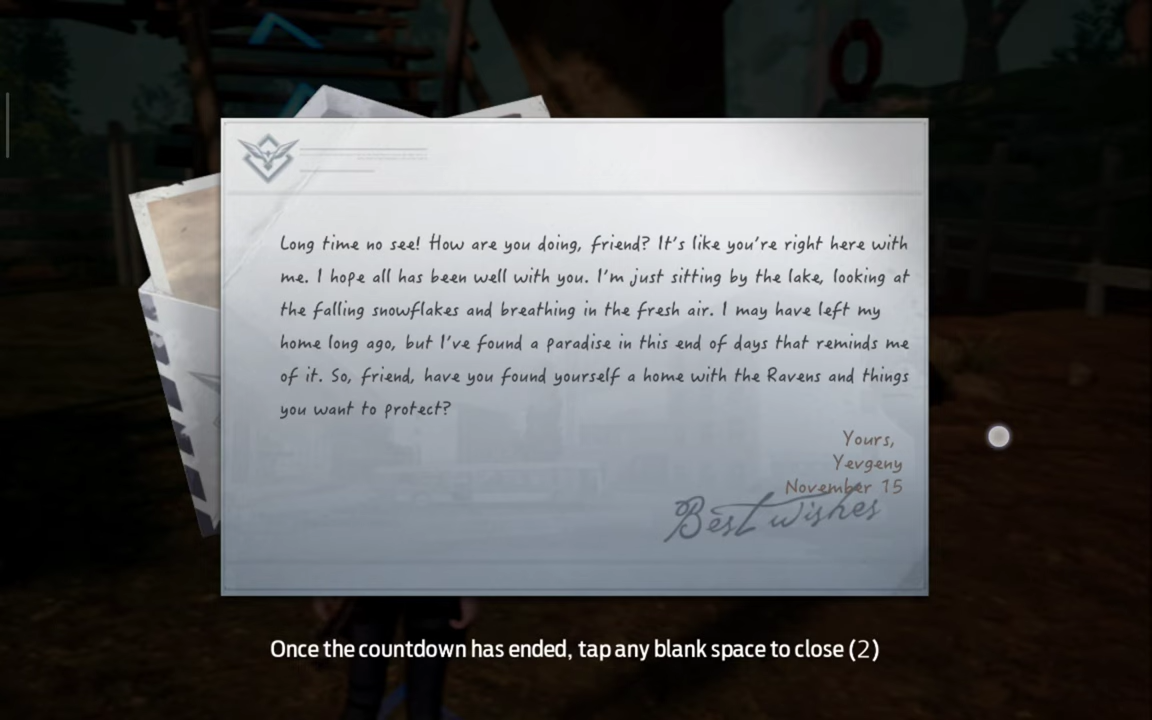 Long time no see! How are you doing, friend? It's like you're right here with
me. I hope all has been well with you. I'm just sitting by the lake, looking at
the falling snowflakes and breathing in the fresh air. I may have left my
home long ago, but I've found a paradise in this end of days that reminds me
of it. So, friend, have you found yourself a home with the Ravens and things
you want to protect?
Yours,
Yevgeny
November 15
Best wishes
Once the countdown has ended, tap any blank space to close (2)